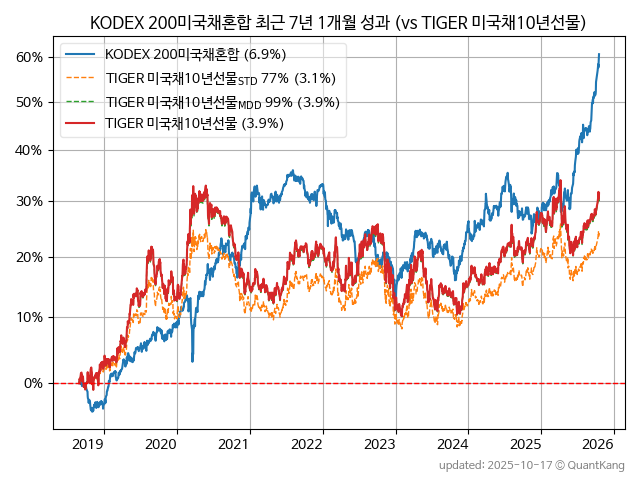 KODEX 200미국채혼합 최근 7년 1개월 성과 (vs TIGER 미국채10년선물)
KODEX 200미국채혼합 (6.9%)
TIGER 미국채10년선물STD 77% (3.1%)
TIGER 미국채10년선물MDD 99% (3.9%)
TIGER 미국채10년선물 (3.9%)
60%
50%
40%
30%
20%
10%
0%
2019 2020 2021 2022 2023 2024 2025 2026
updated: 2025-10-17 © QuantKang